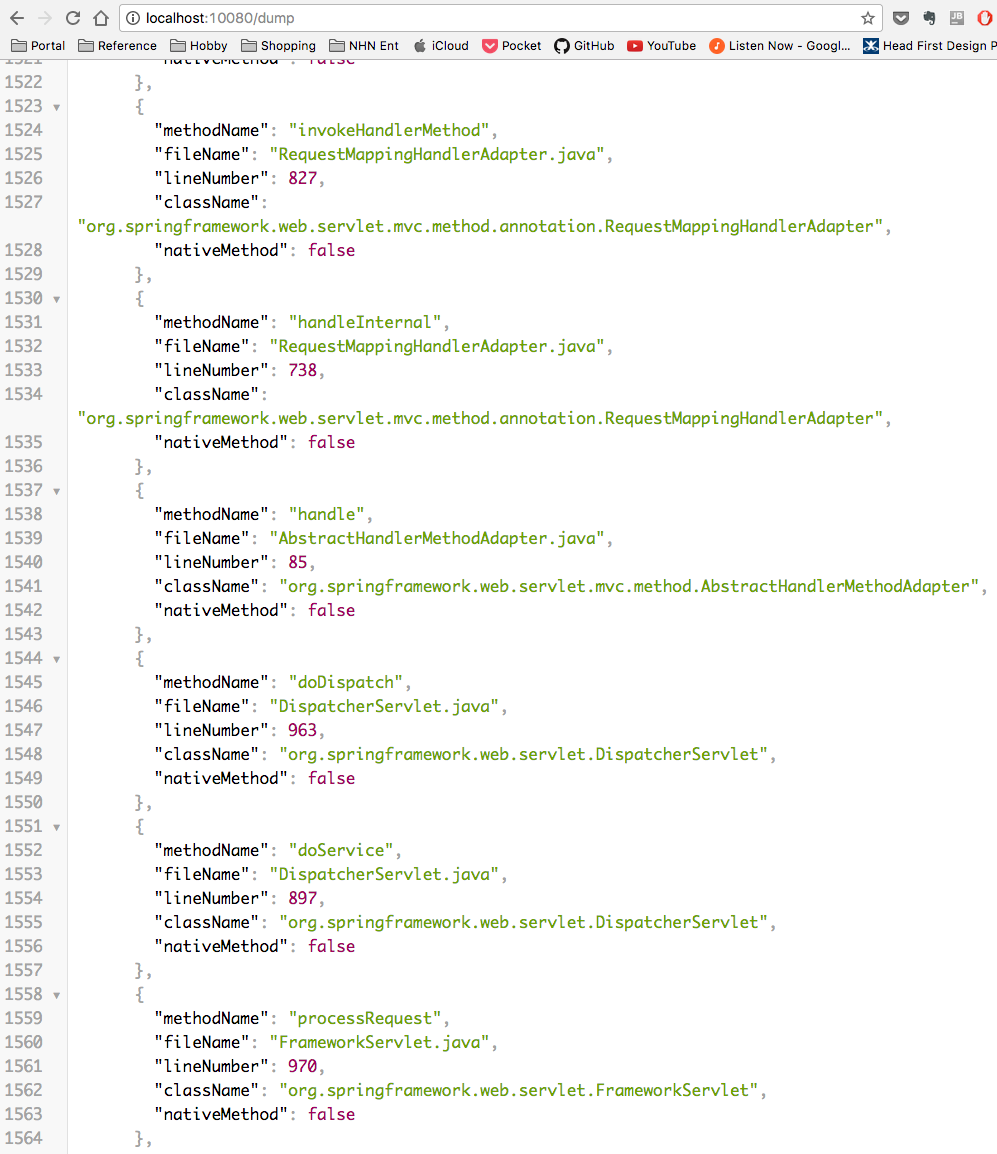 localhost:10080/dump
Portal Reference Hobby Shopping NHN Ent iCloud Pocket GitHub YouTube Listen Now - Googl... Head First Design P
1521 "nativeMethod": false
1522 },
1523 {
1524 "methodName": "invokeHandlerMethod",
1525 "fileName": "RequestMappingHandlerAdapter.java",
1526 "lineNumber": 827,
1527 "className":
"org.springframework.web.servlet.mvc.method.annotation.RequestMappingHandlerAdapter",
1528 "nativeMethod": false
1529 },
1530 {
1531 "methodName": "handleInternal",
1532 "fileName": "RequestMappingHandlerAdapter.java",
1533 "lineNumber": 738,
1534 "className":
"org.springframework.web.servlet.mvc.method.annotation.RequestMappingHandlerAdapter",
1535 "nativeMethod": false
1536 },
1537 {
1538 "methodName": "handle",
1539 "fileName": "AbstractHandlerMethodAdapter.java",
1540 "lineNumber": 85,
1541 "className": "org.springframework.web.servlet.mvc.method.AbstractHandlerMethodAdapter",
1542 "nativeMethod": false
1543 },
1544 {
1545 "methodName": "doDispatch",
1546 "fileName": "DispatcherServlet.java",
1547 "lineNumber": 963,
1548 "className": "org.springframework.web.servlet.DispatcherServlet",
1549 "nativeMethod": false
1550 },
1551 {
1552 "methodName": "doService",
1553 "fileName": "DispatcherServlet.java",
1554 "lineNumber": 897,
1555 "className": "org.springframework.web.servlet.DispatcherServlet",
1556 "nativeMethod": false
1557 },
1558 {
1559 "methodName": "processRequest",
1560 "fileName": "FrameworkServlet.java",
1561 "lineNumber": 970,
1562 "className": "org.springframework.web.servlet.FrameworkServlet",
1563 "nativeMethod": false
1564 },